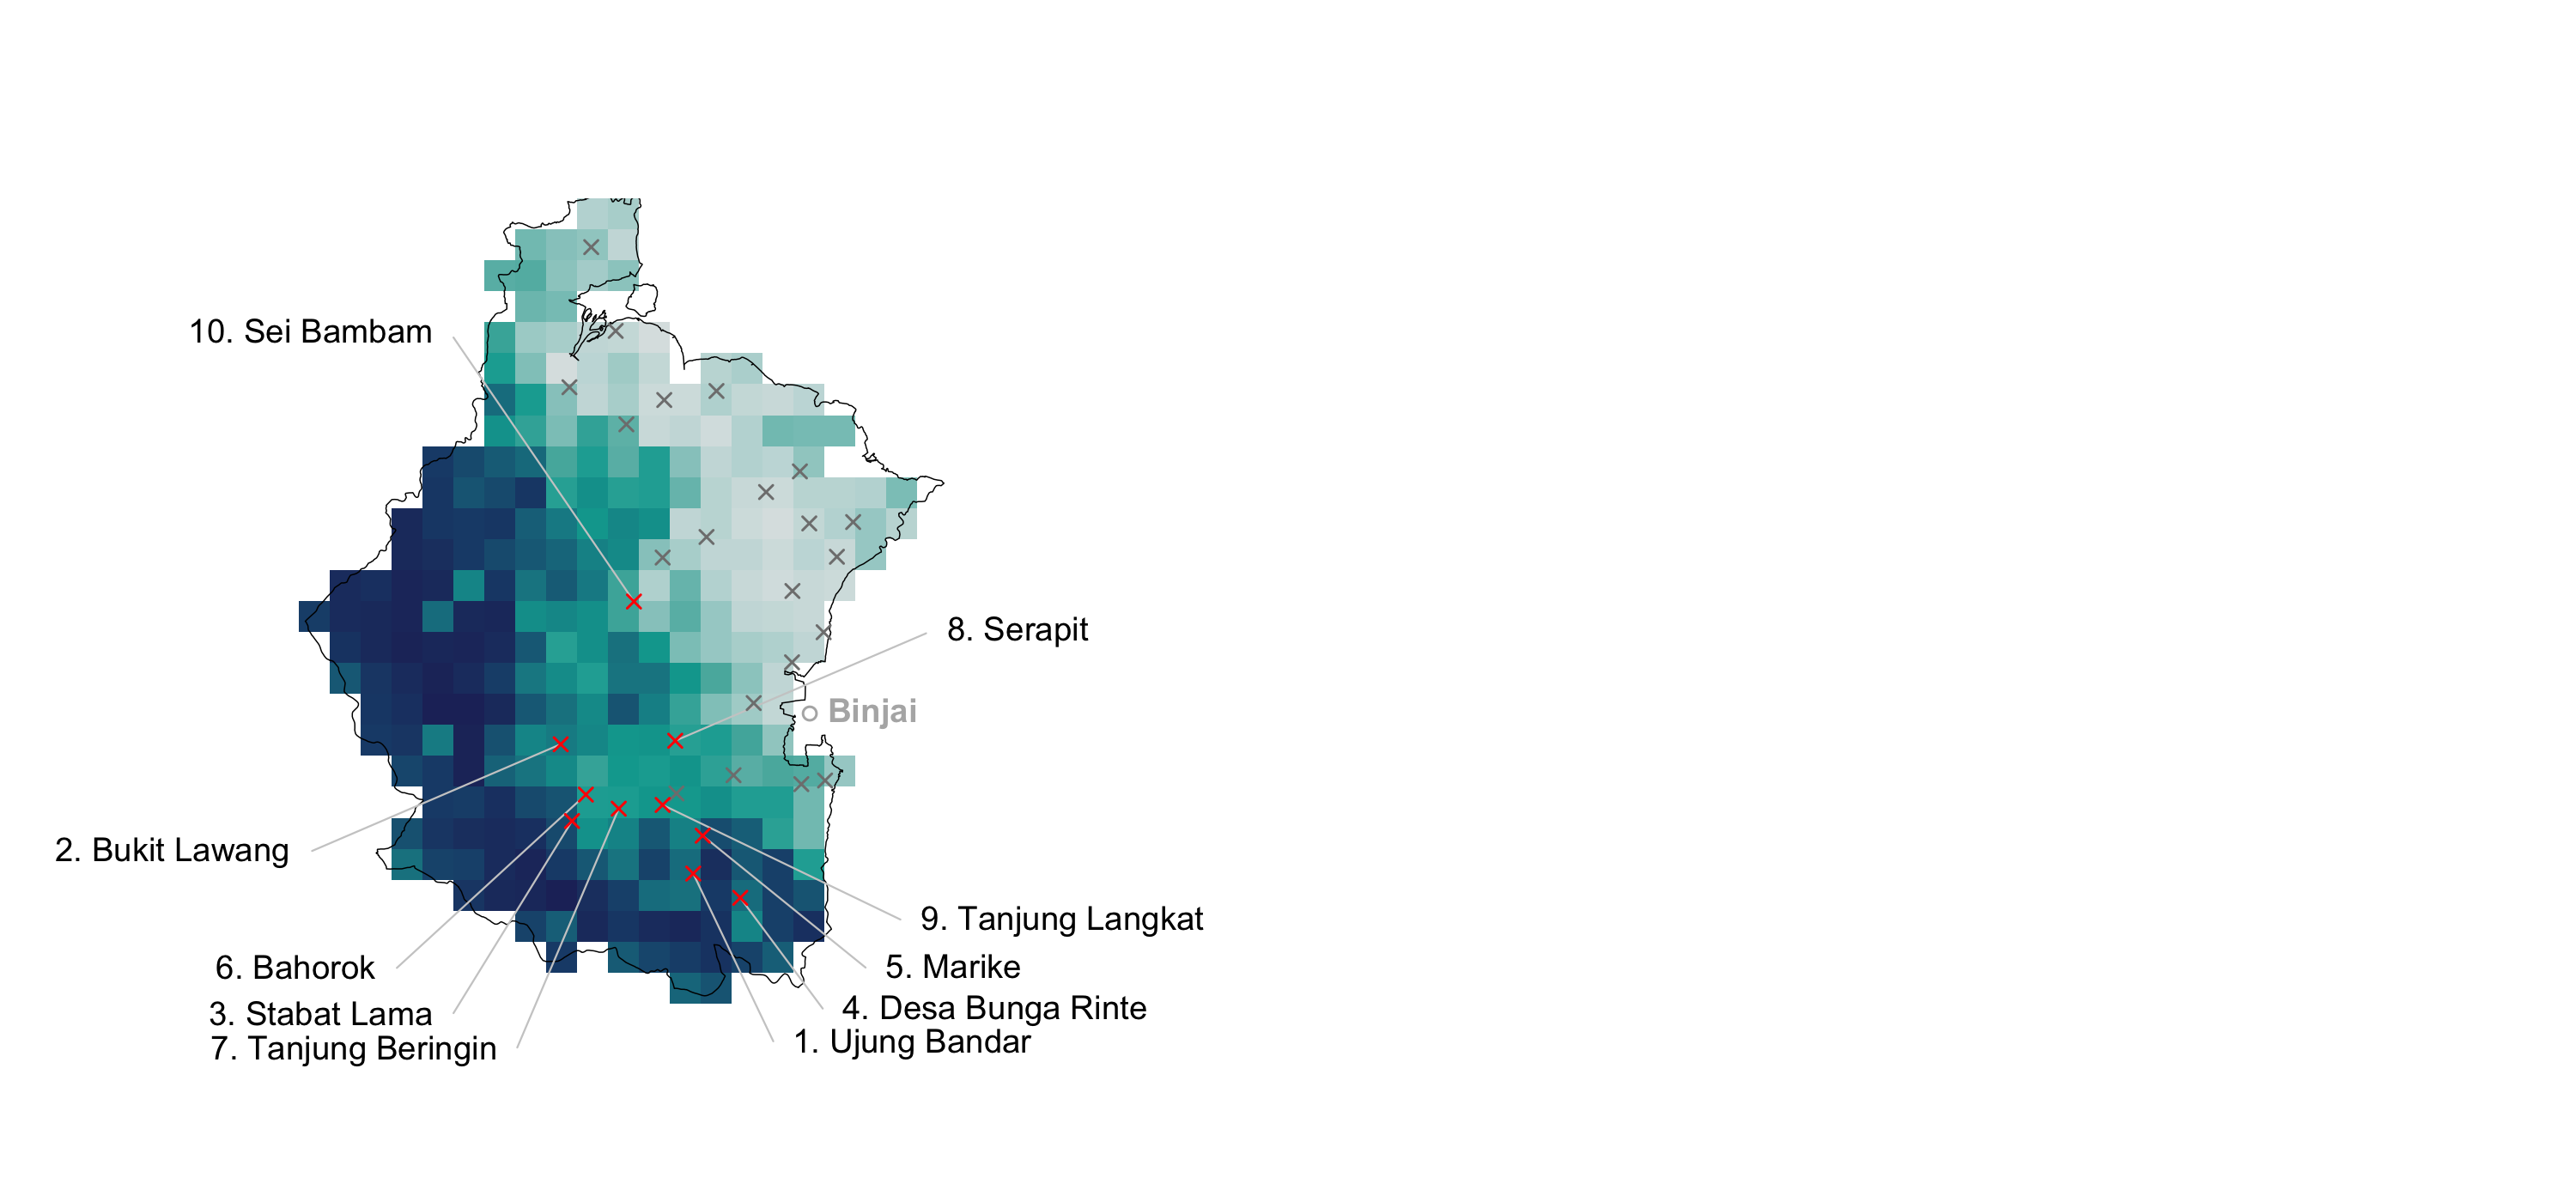 10. Sei Bambam
8. Serapit
Binjai
2. Bukit Lawang
9. Tanjung Langkat
6. Bahorok
5. Marike
3. Stabat Lama
4. Desa Bunga Rinte
7. Tanjung Beringin
1. Ujung Bandar